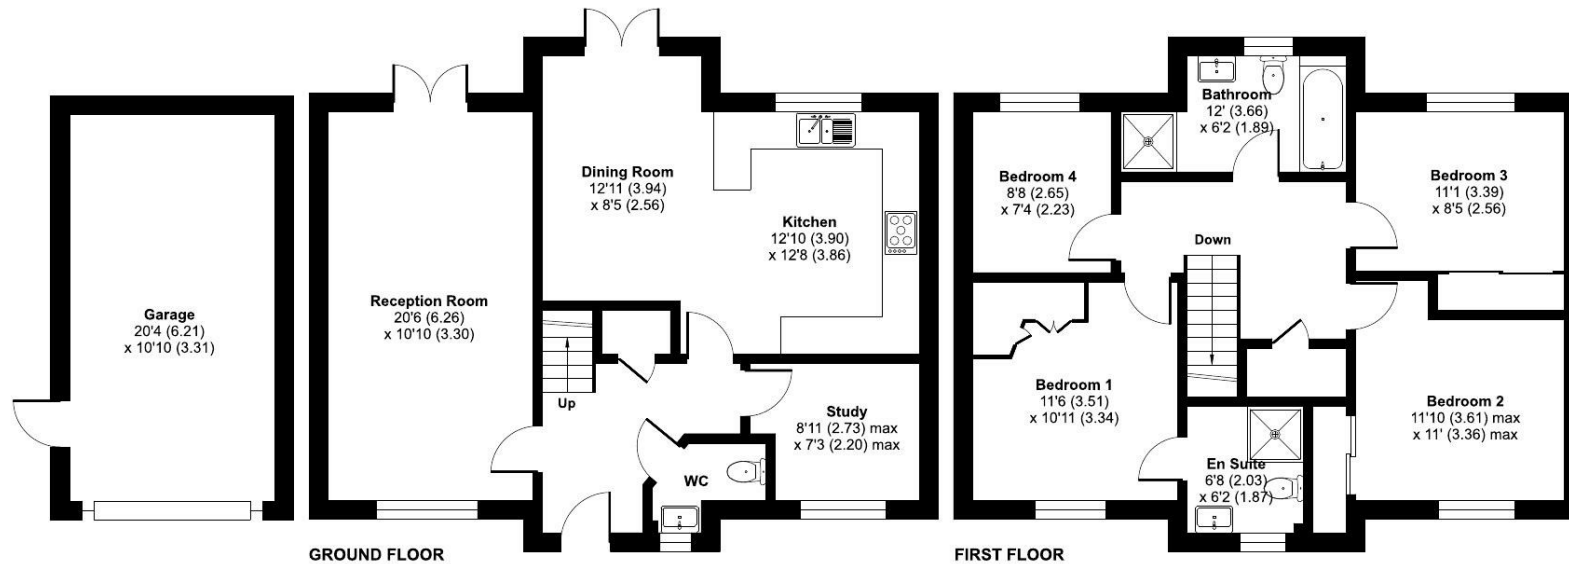 Garage
20'4 (6.21)
x 10'10 (3.31)
Reception Room
20'6 (6.26)
x 10'10 (3.30)
Dining Room
12'11 (3.94)
x 8'5 (2.56)
Kitchen
12'10 (3.90)
x 12'8 (3.86)
Up
Study
8'11 (2.73) max
x 7'3 (2.20) max
WC
GROUND FLOOR
Bathroom
12' (3.66)
x 6'2 (1.89)
Bedroom 4
8'8 (2.65)
x 7'4 (2.23)
Bedroom 3
11'1 (3.39)
x 8'5 (2.56)
Down
Bedroom 1
11'6 (3.51)
x 10'11 (3.34)
Bedroom 2
11'10 (3.61) max
x 11' (3.36) max
En Suite
6'8 (2.03)
x 6'2 (1.87)
FIRST FLOOR